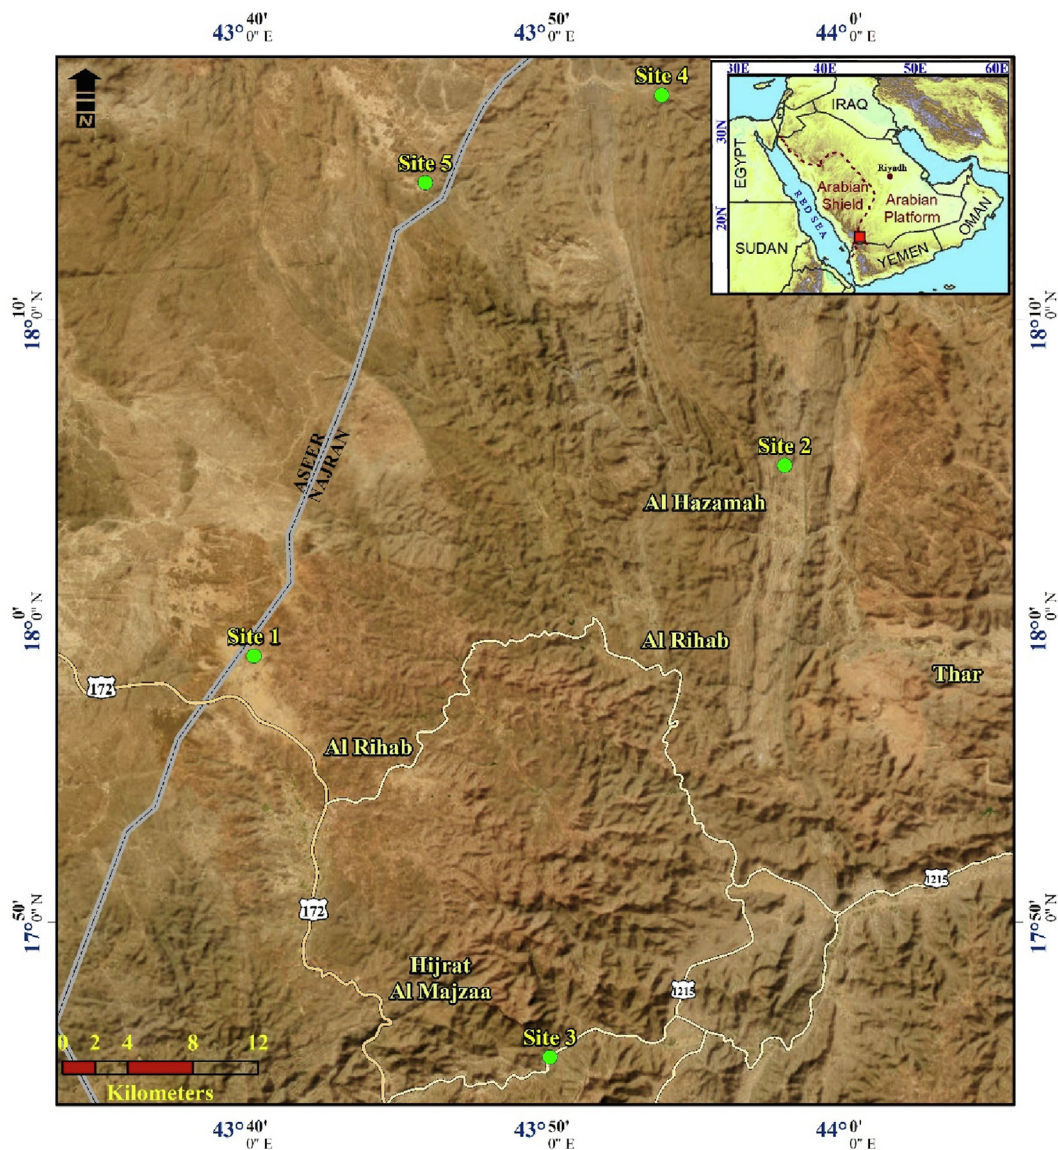 43° 40' 0" E
43° 50' 0" E
44° 0' 0" E
N
Site 4
30E 40E 50E 60E
IRAQ
30N
EGYPT
Riyadh
Arabian
Shield
Arabian
Platform
RED SEA
OMAN
20N
SUDAN
YEMEN
Site 5
18° 10' 0" N
18° 10' 0" N
ASEER
NAJRAN
Site 2
Al Hazamah
18° 0' 0" N
18° 0' 0" N
Site 1
Al Rihab
Thar
172
Al Rihab
1215
172
17° 50' 0" N
17° 50' 0" N
Hijrat
Al Majzaa
1215
Site 3
0 2 4 8 12
Kilometers
43° 40' 0" E
43° 50' 0" E
44° 0' 0" E